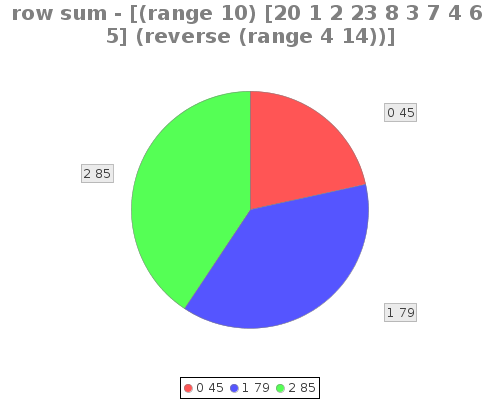 row sum - [(range 10) [20 1 2 23 8 3 7 4 6
5] (reverse (range 4 14))]
0 45
2 85
1 79
0 45 1 79 2 85